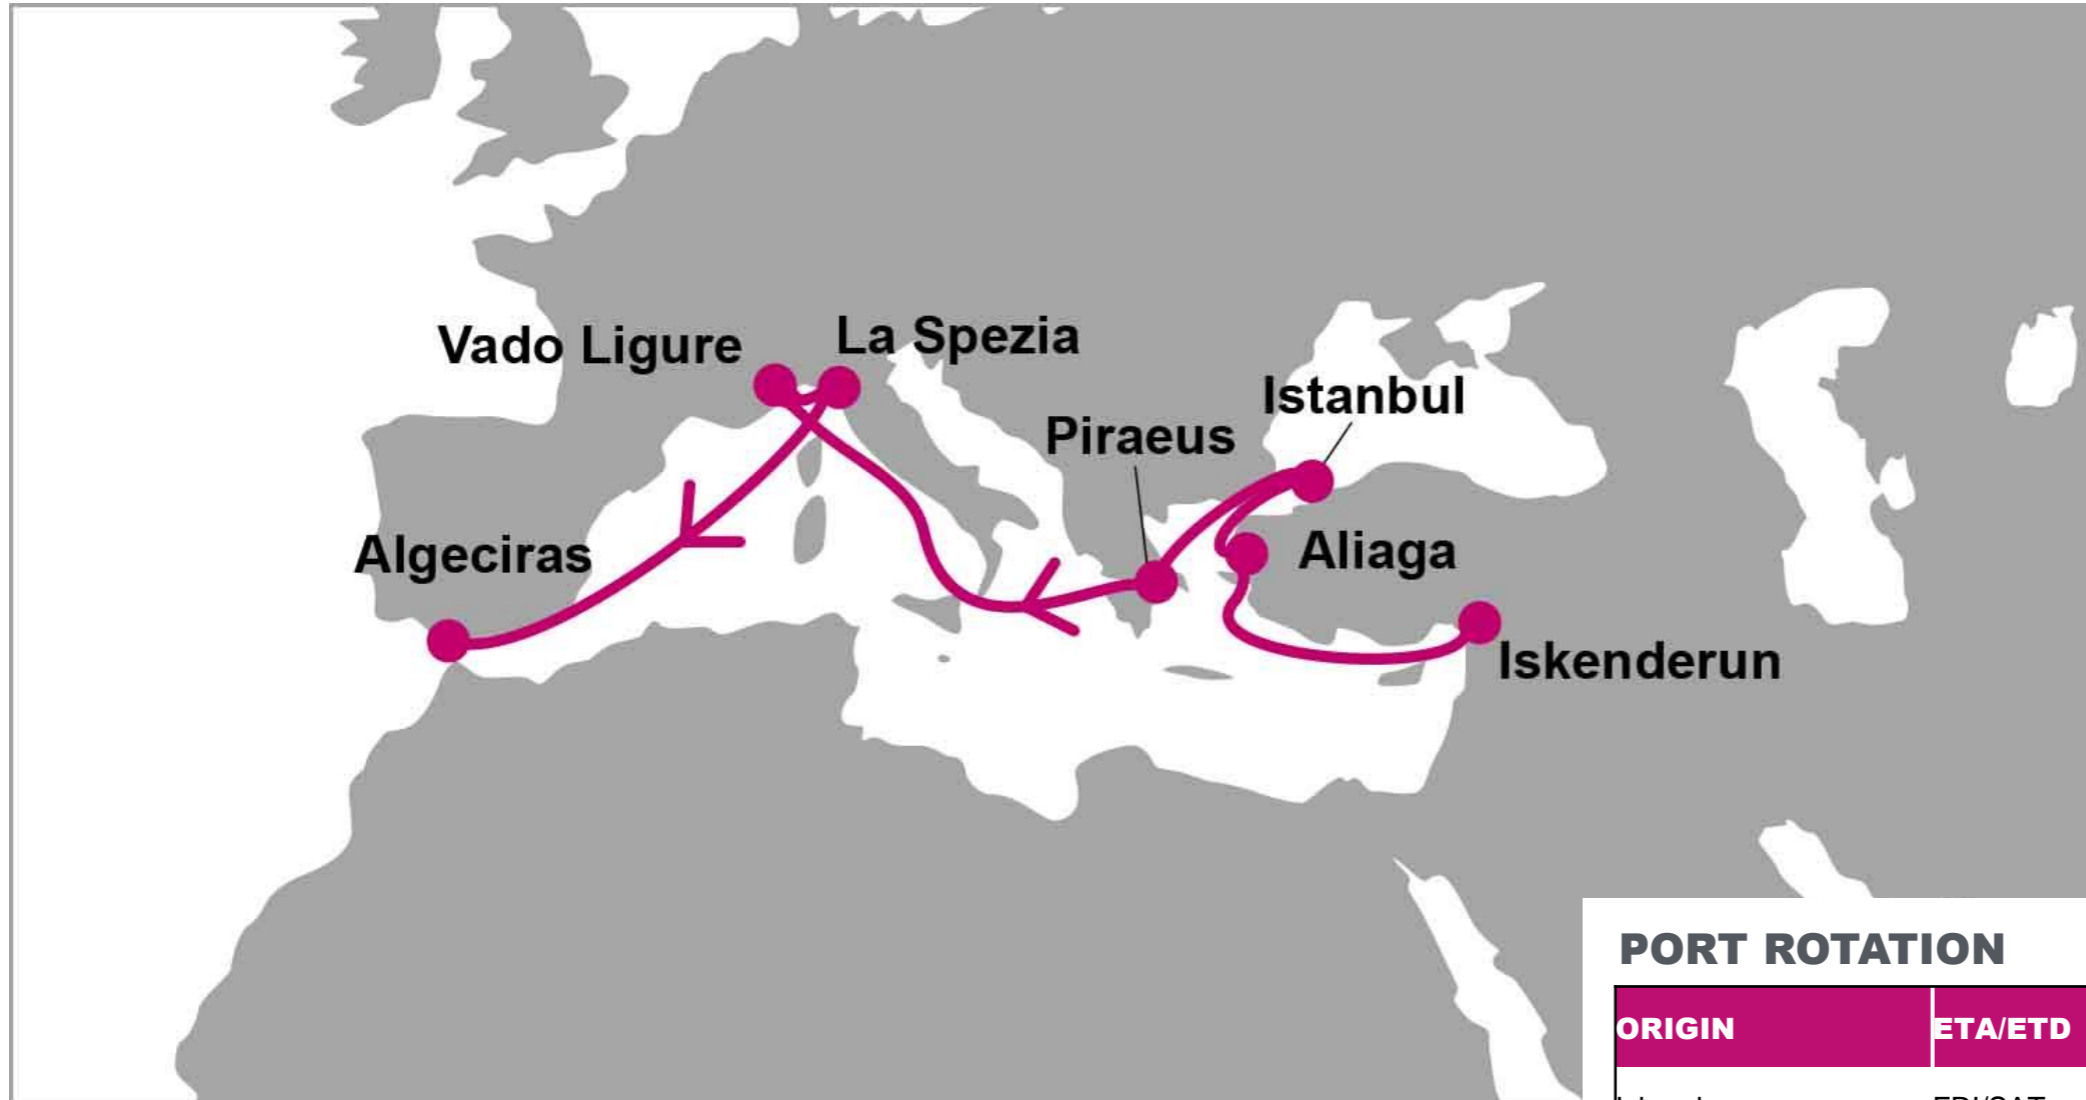 La Spezia
Vado Ligure
Istanbul
Piraeus
Algeciras
Aliaga
Iskenderun
PORT ROTATION
ORIGIN ETA/ETD